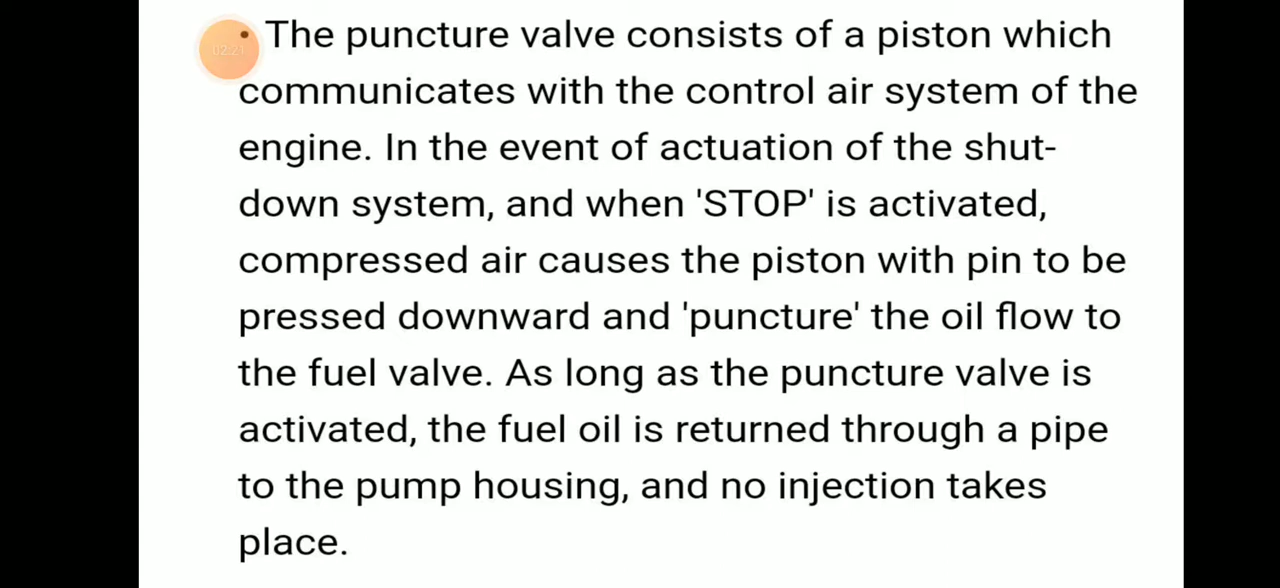 The puncture valve consists of a piston which
communicates with the control air system of the
engine. In the event of actuation of the shut-
down system, and when 'STOP' is activated,
compressed air causes the piston with pin to be
pressed downward and 'puncture' the oil flow to
the fuel valve. As long as the puncture valve is
activated, the fuel oil is returned through a pipe
to the pump housing, and no injection takes
place.
02:21